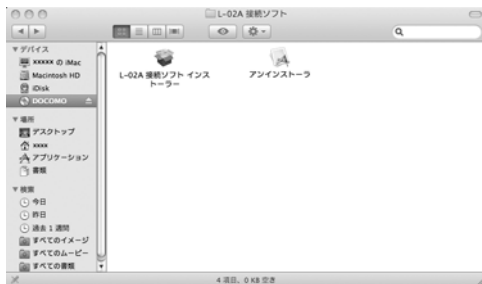 L-02A 接続ソフト
▼デバイス
xxxxx の iMac
Macintosh HD
iDisk
DOCOMO
▼場所
デスクトップ
xxxx
アプリケーション
書類
▼検索
今日
昨日
過去 1 週間
すべてのイメージ
すべてのムービー
すべての書類
L-02A 接続ソフト インス
トーラー
アンインストーラ
4 項目、0 KB 空き